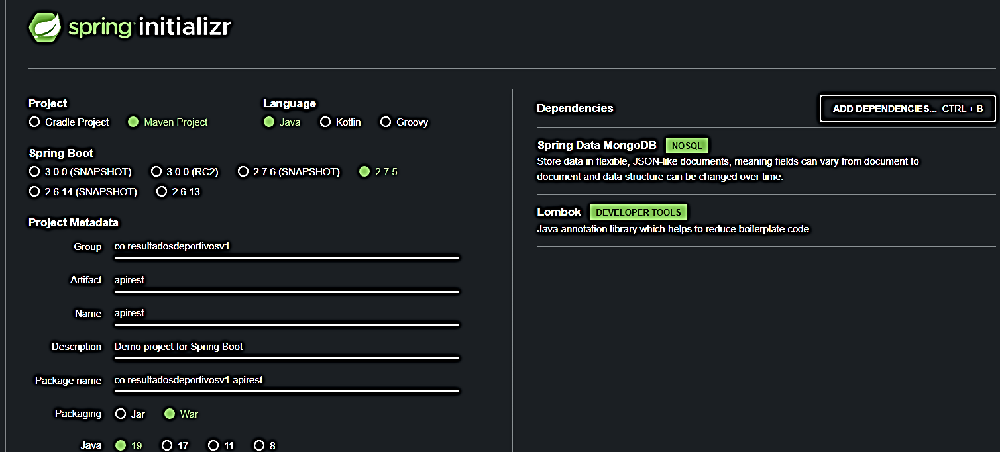 spring initializr
Project
Gradle Project Maven Project
Language
Java Kotlin Groovy
Spring Boot
3.0.0 (SNAPSHOT) 3.0.0 (RC2) 2.7.6 (SNAPSHOT) 2.7.5
2.6.14 (SNAPSHOT) 2.6.13
Project Metadata
Group co.resultadosdeportivosv1
Artifact apirest
Name apirest
Description Demo project for Spring Boot
Package name co.resultadosdeportivosv1.apirest
Packaging Jar War
Java 19 17 11 8
Dependencies
ADD DEPENDENCIES... CTRL + B
Spring Data MongoDB NOSQL
Store data in flexible, JSON-like documents, meaning fields can vary from document to
document and data structure can be changed over time.
Lombok DEVELOPER TOOLS
Java annotation library which helps to reduce boilerplate code.